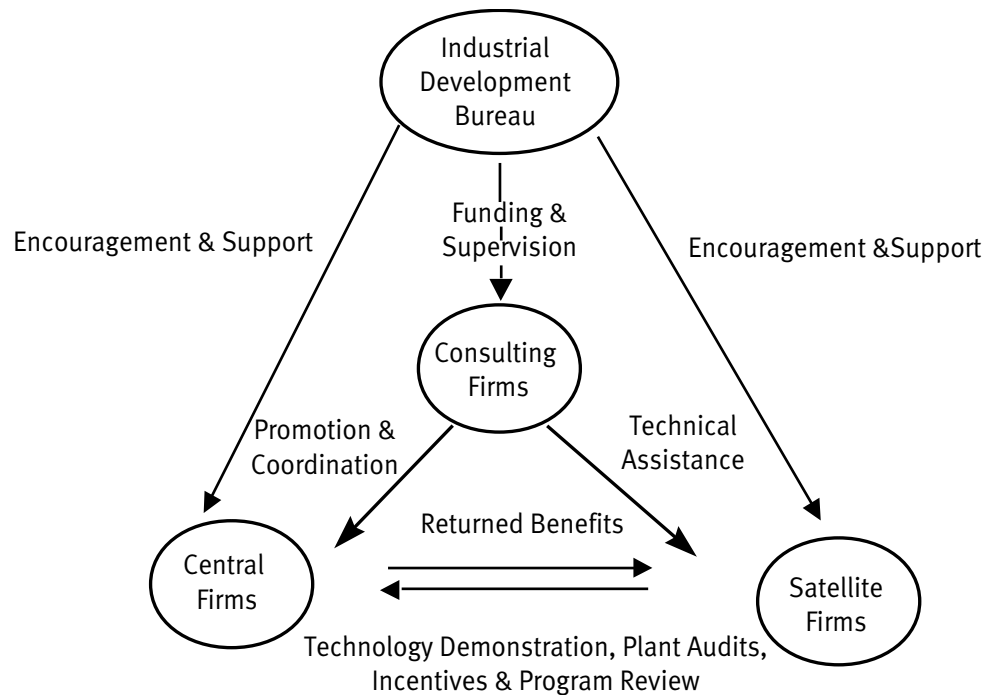 Industrial
Development
Bureau
Funding &
Supervision
Encouragement & Support
Encouragement &Support
Consulting
Firms
Promotion &
Coordination
Technical
Assistance
Returned Benefits
Central
Firms
Satellite
Firms
Technology Demonstration, Plant Audits,
Incentives & Program Review